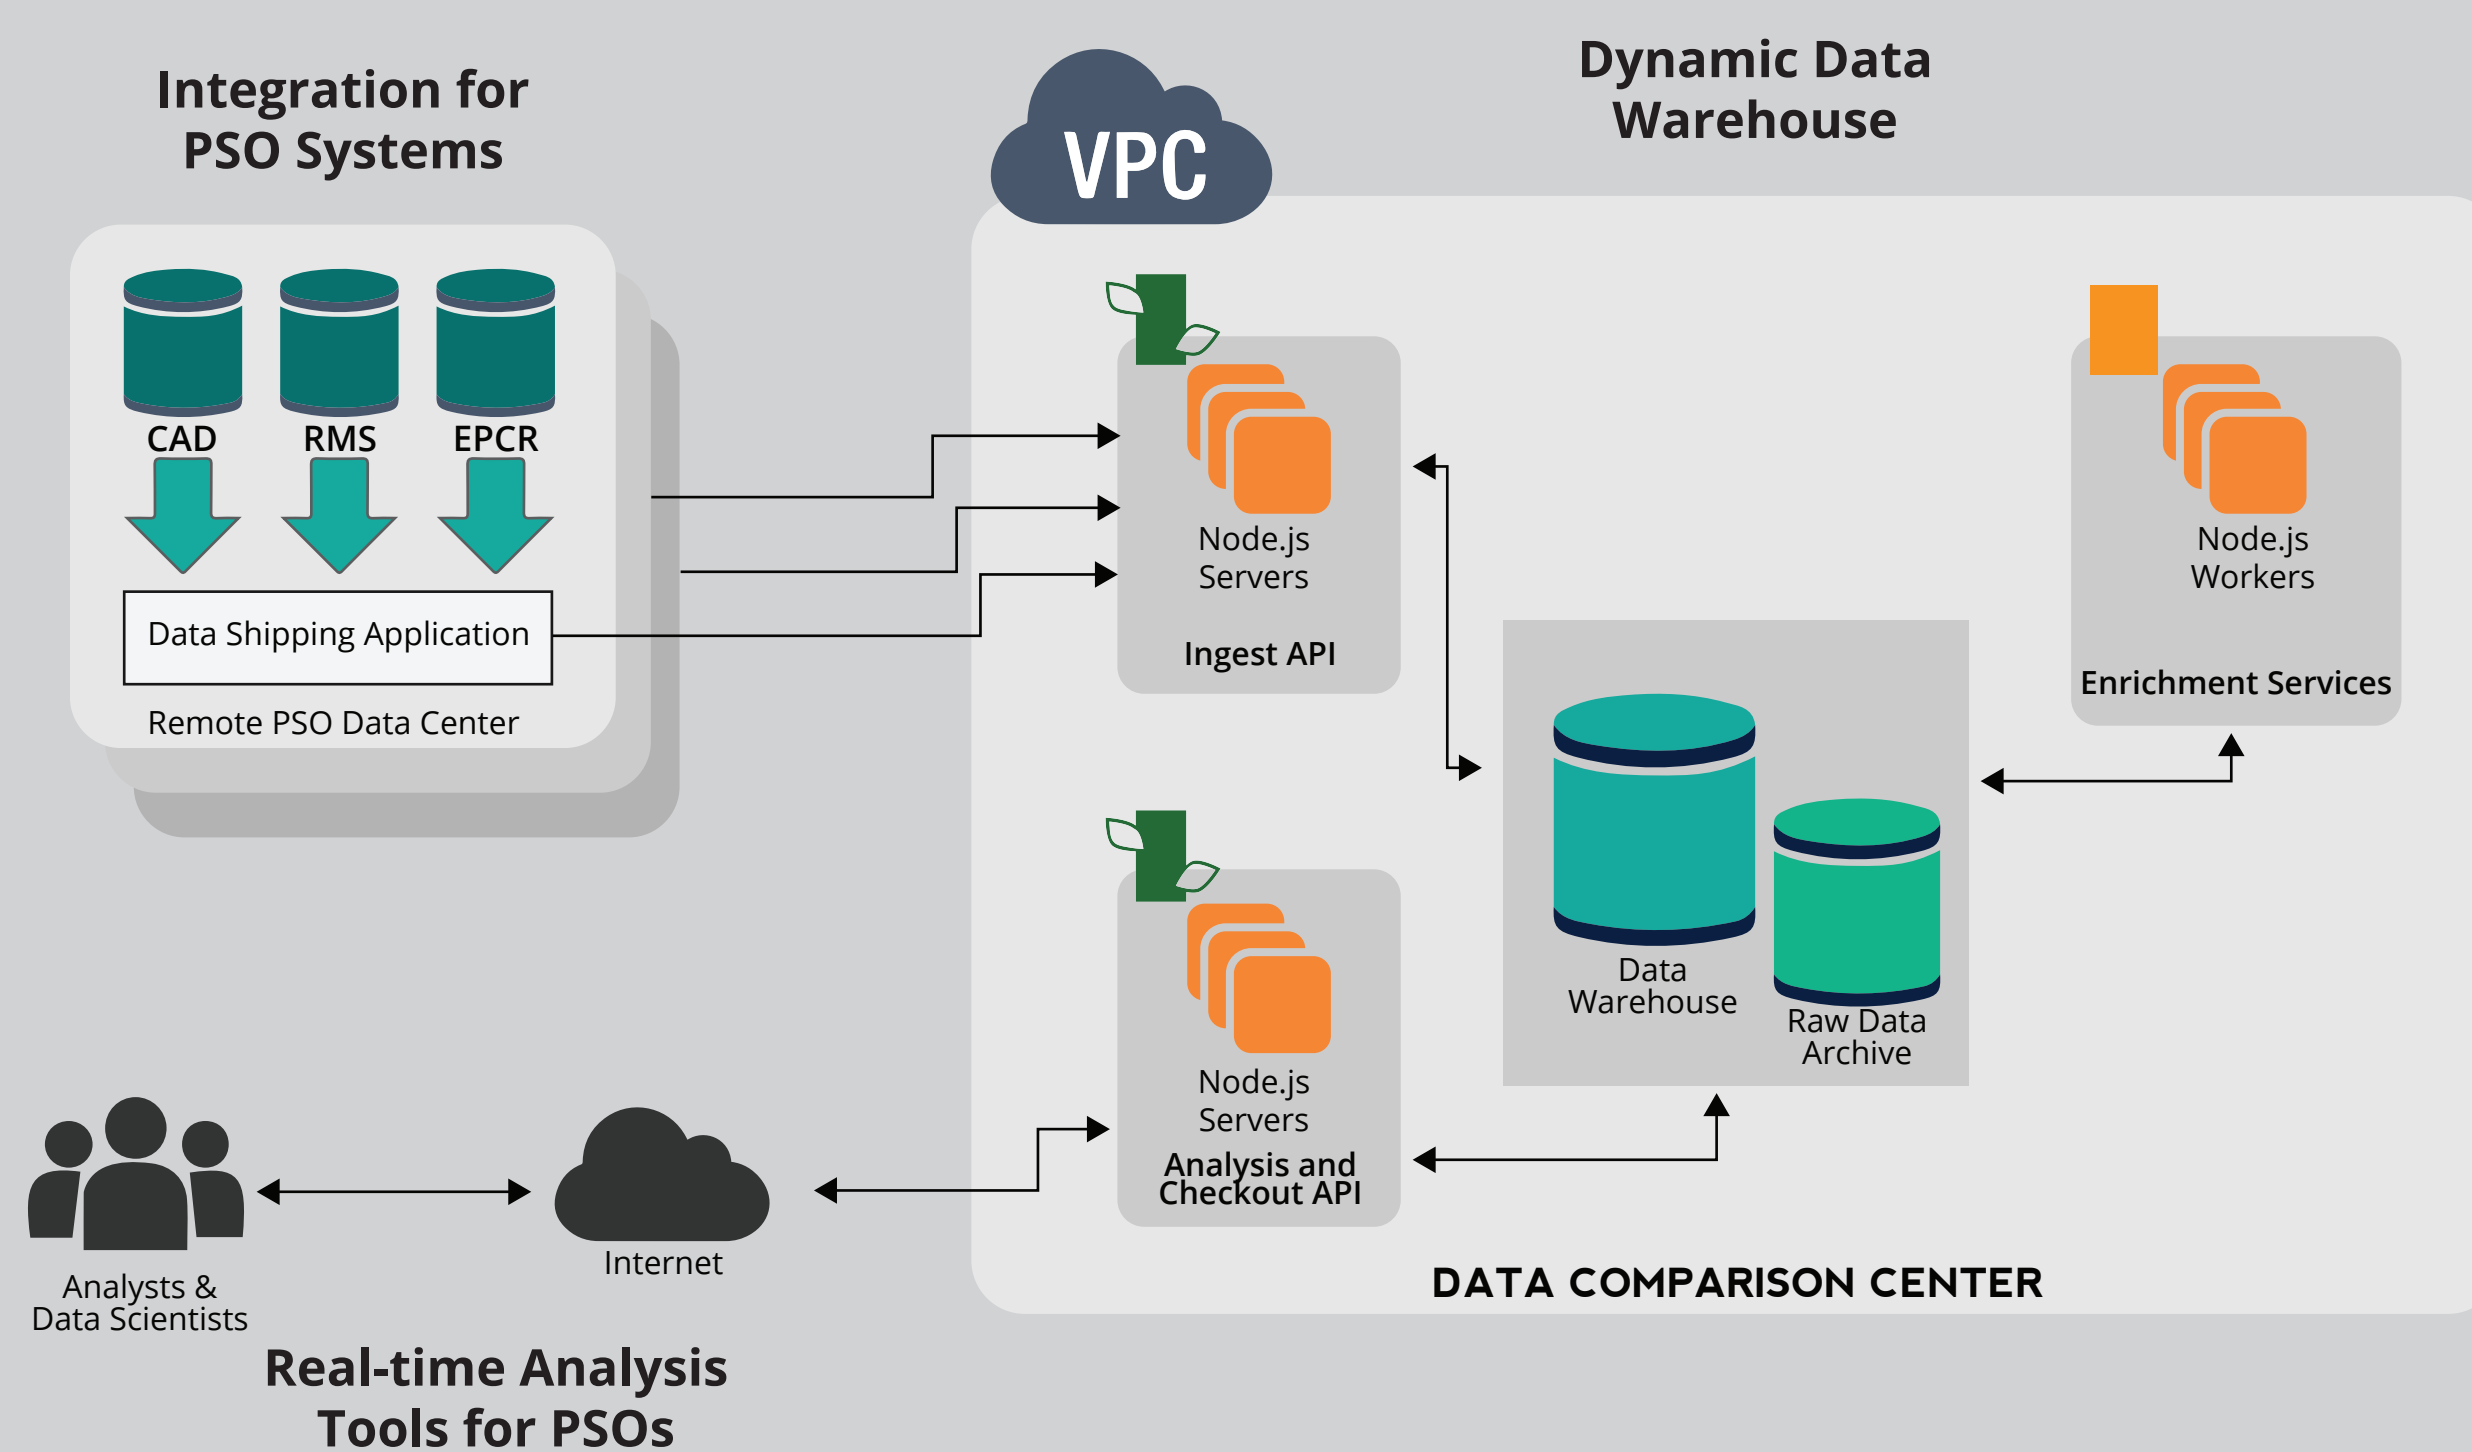 Integration for
PSO Systems
CAD
RMS
EPCR
Data Shipping Application
Remote PSO Data Center
VPC
Dynamic Data
Warehouse
Node.js
Servers
Ingest API
Node.js
Workers
Enrichment Services
Data
Warehouse
Raw Data
Archive
Node.js
Servers
Analysis and
Checkout API
DATA COMPARISON CENTER
Internet
Analysts &
Data Scientists
Real-time Analysis
Tools for PSOs